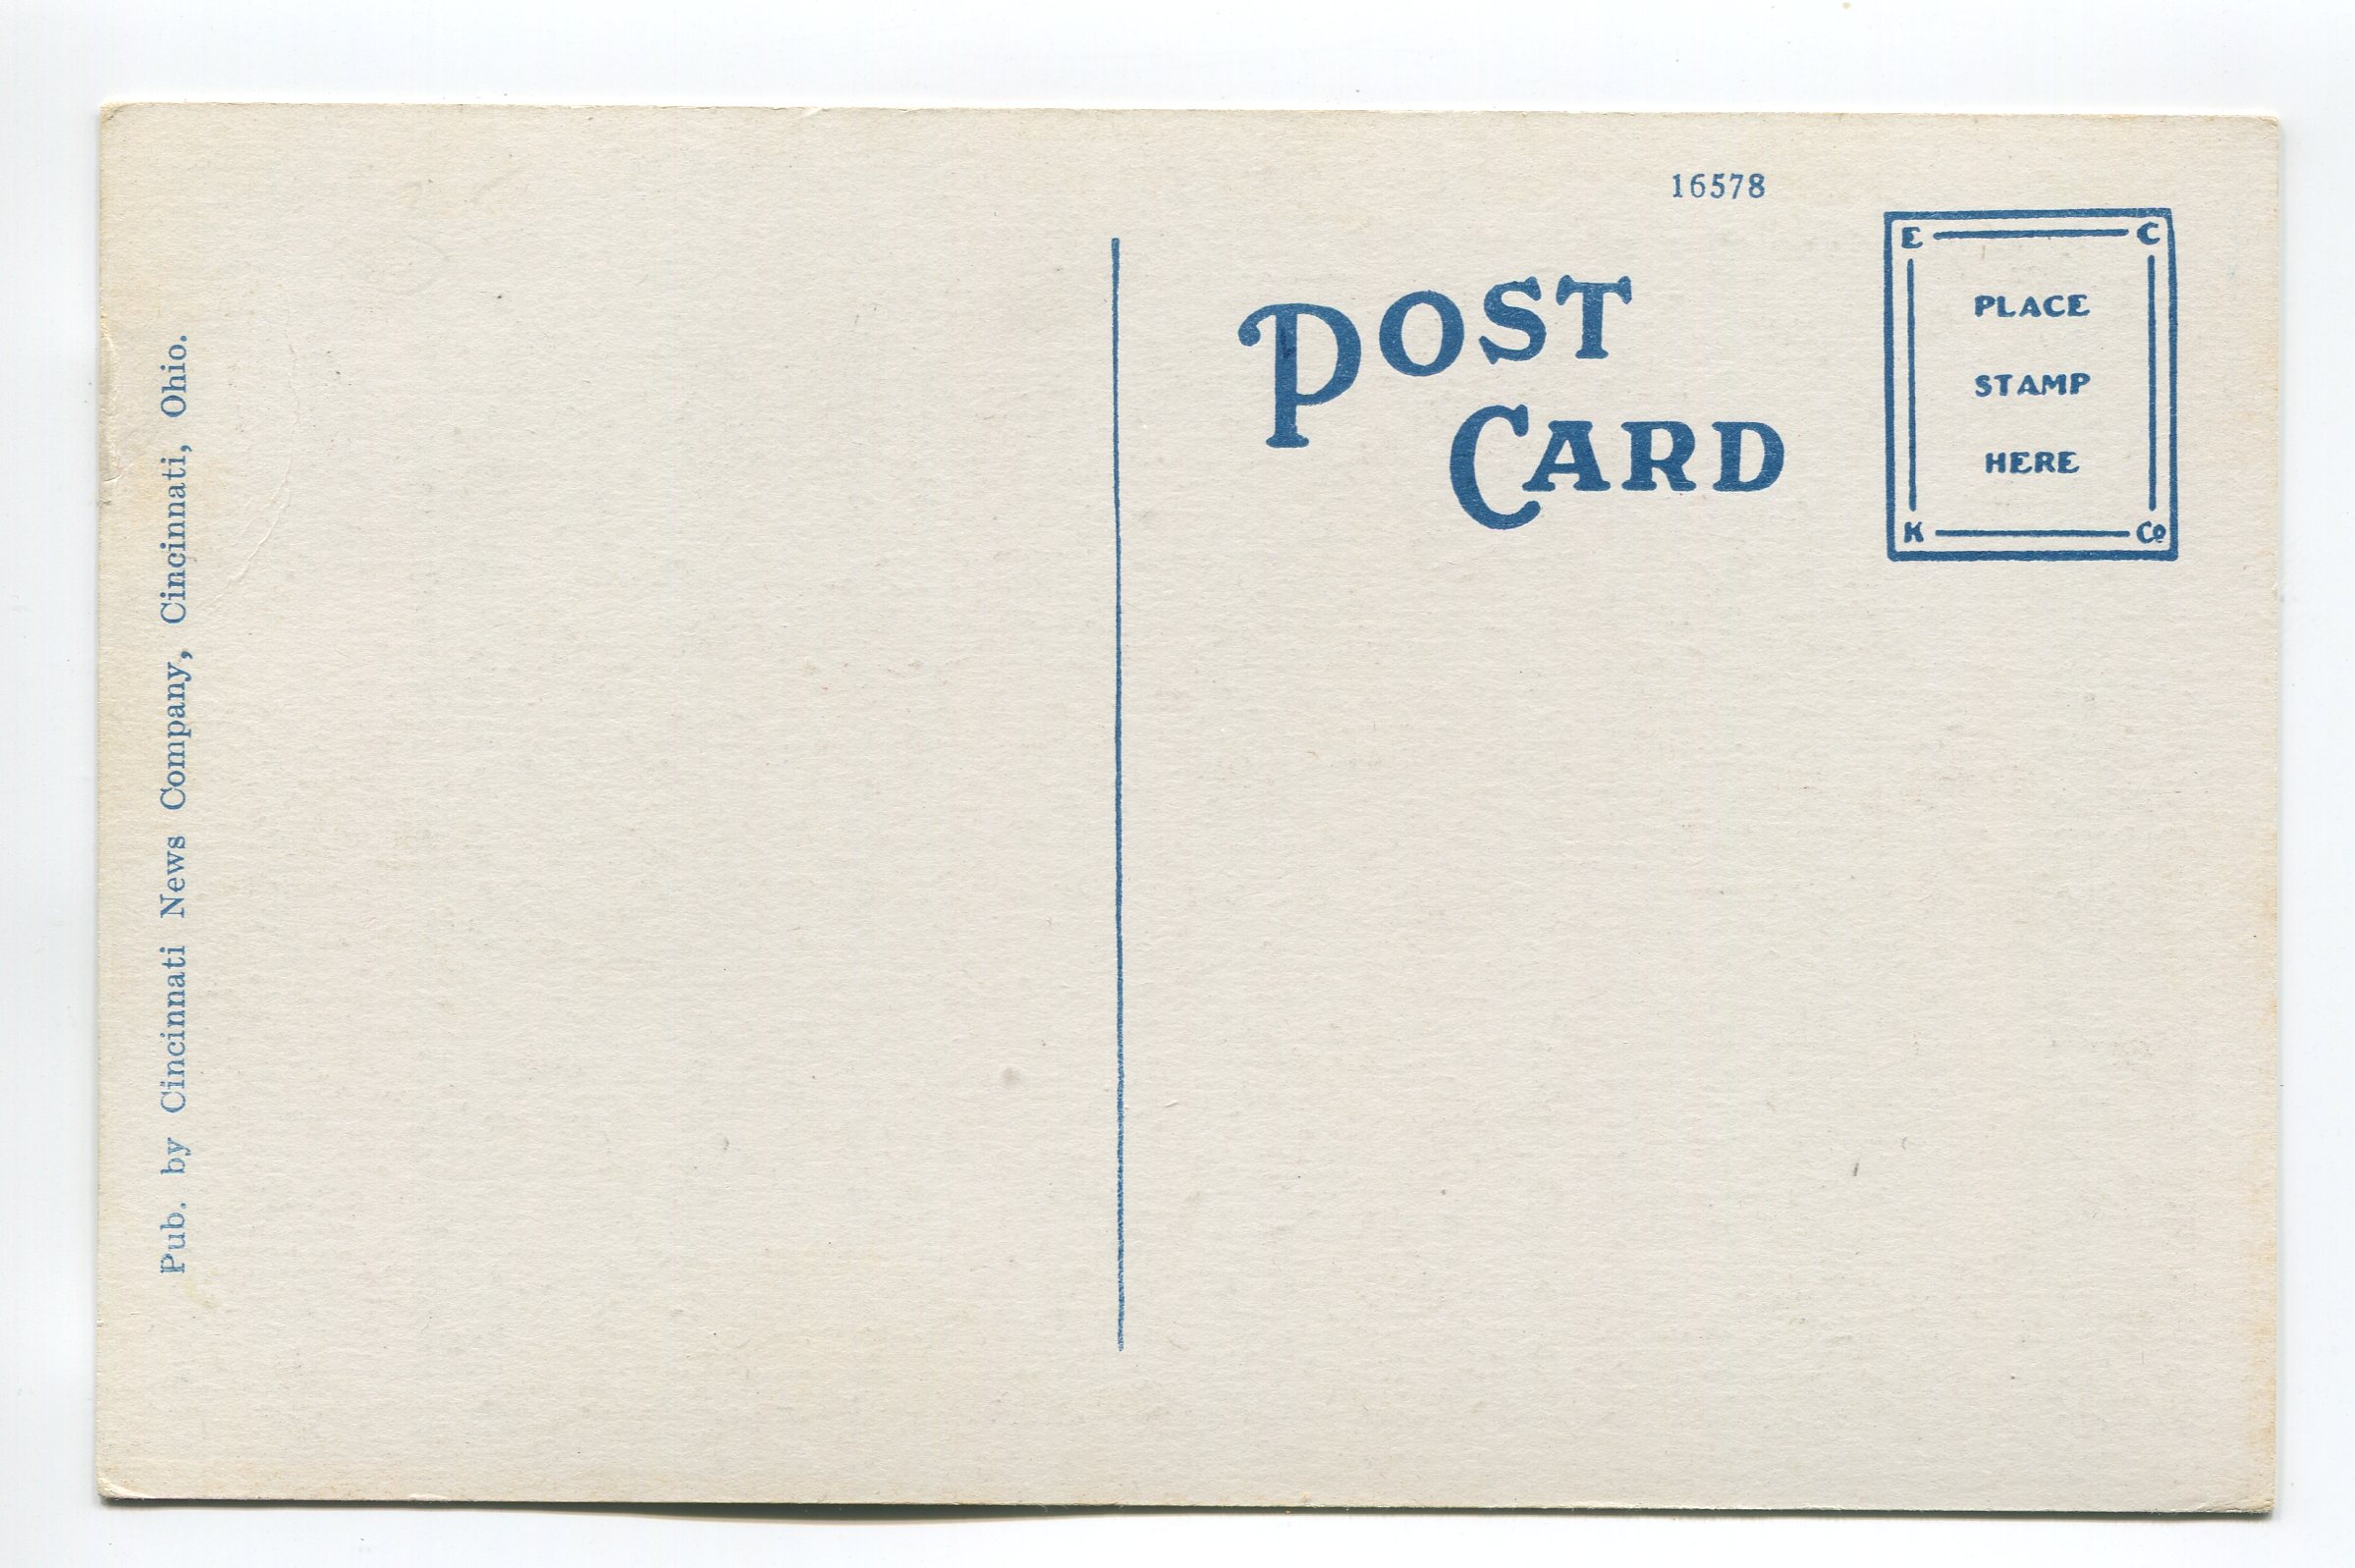 16578
POST
CARD
E C
PLACE
STAMP
HERE
K Co
Pub. by Cincinnati News Company, Cincinnati, Ohio.